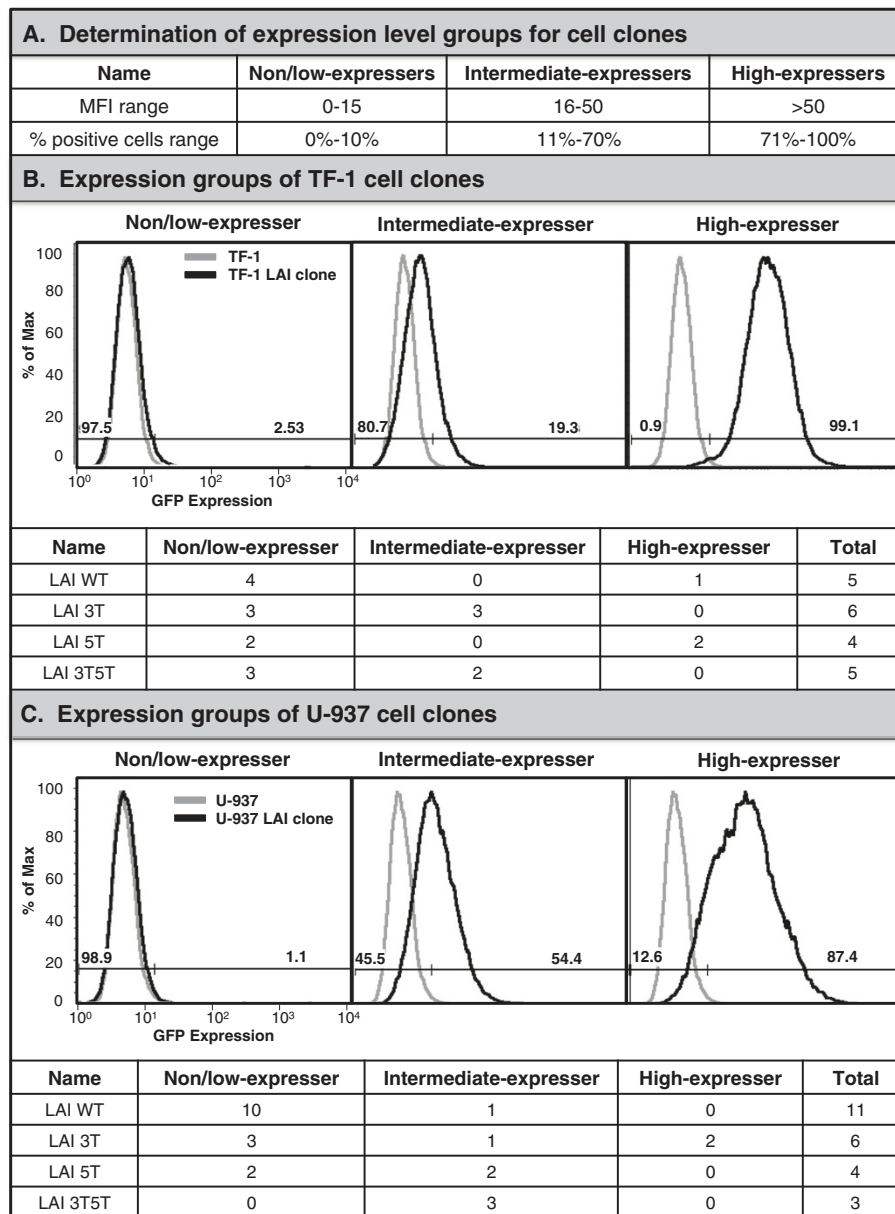 A. Determination of expression level groups for cell clones
Name Non/low-expressers Intermediate-expressers High-expressers
MFI range 0-15 16-50 >50
% positive cells range 0%-10% 11%-70% 71%-100%
B. Expression groups of TF-1 cell clones
Non/low-expresser Intermediate-expresser High-expresser
TF-1
TF-1 LAI clone
% of Max
100
80
60
40
20
0
97.5 2.53 80.7 19.3 0.9 99.1
10⁰ 10¹ 10² 10³ 10⁴
GFP Expression
Name Non/low-expresser Intermediate-expresser High-expresser Total
LAI WT 4 0 1 5
LAI 3T 3 3 0 6
LAI 5T 2 0 2 4
LAI 3T5T 3 2 0 5
C. Expression groups of U-937 cell clones
Non/low-expresser Intermediate-expresser High-expresser
U-937
U-937 LAI clone
% of Max
100
80
60
40
20
0
98.9 1.1 45.5 54.4 12.6 87.4
10⁰ 10¹ 10² 10³ 10⁴
GFP Expression
Name Non/low-expresser Intermediate-expresser High-expresser Total
LAI WT 10 1 0 11
LAI 3T 3 1 2 6
LAI 5T 2 2 0 4
LAI 3T5T 0 3 0 3